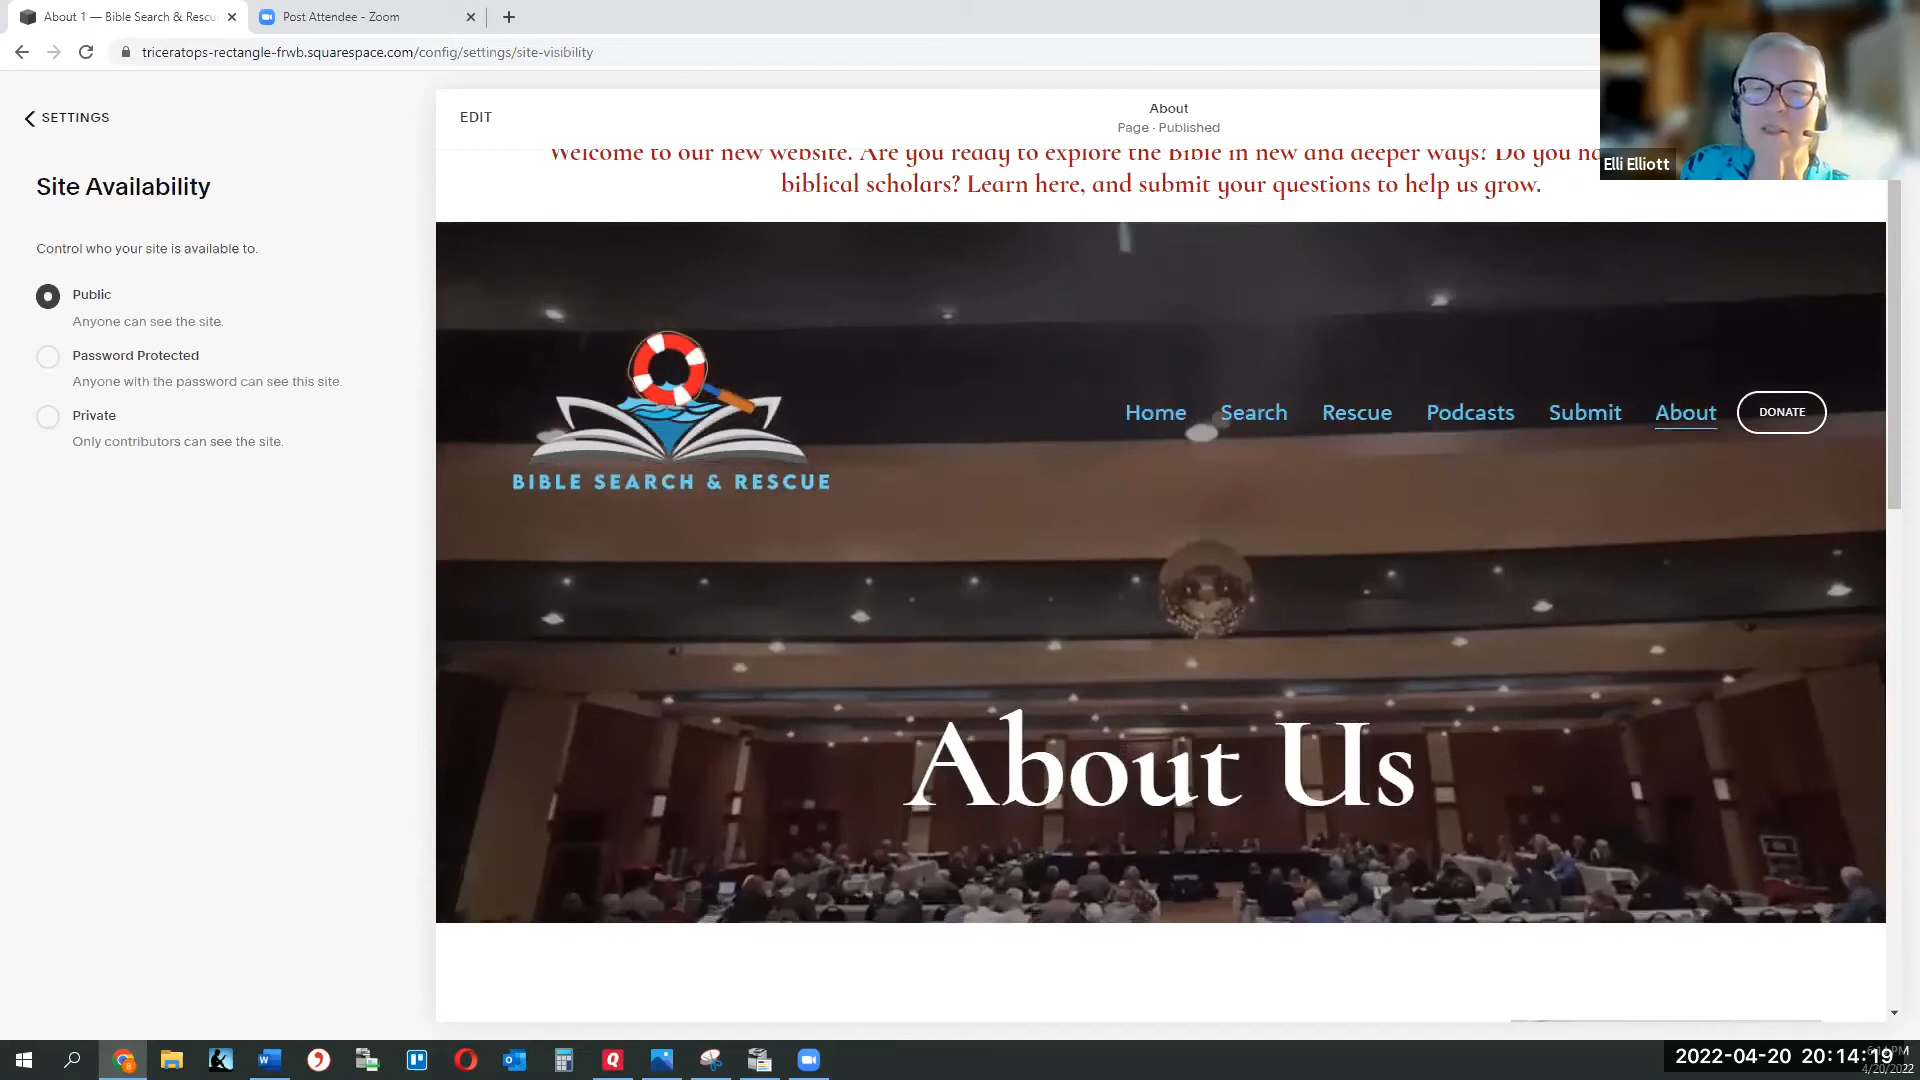 About 1 — Bible Search & Rescu
Post Attendee - Zoom
triceratops-rectangle-frwb.squarespace.com/config/settings/site-visibility
SETTINGS
Site Availability
Control who your site is available to.
Public
Anyone can see the site.
Password Protected
Anyone with the password can see this site.
Private
Only contributors can see the site.
EDIT
About
Page · Published
Welcome to our new website. Are you ready to explore the Bible in new and deeper ways? Do you
biblical scholars? Learn here, and submit your questions to help us grow.
Elli Elliott
BIBLE SEARCH & RESCUE
Home Search Rescue Podcasts Submit About DONATE
About Us
2022-04-20 20:14:19
4/20/2022